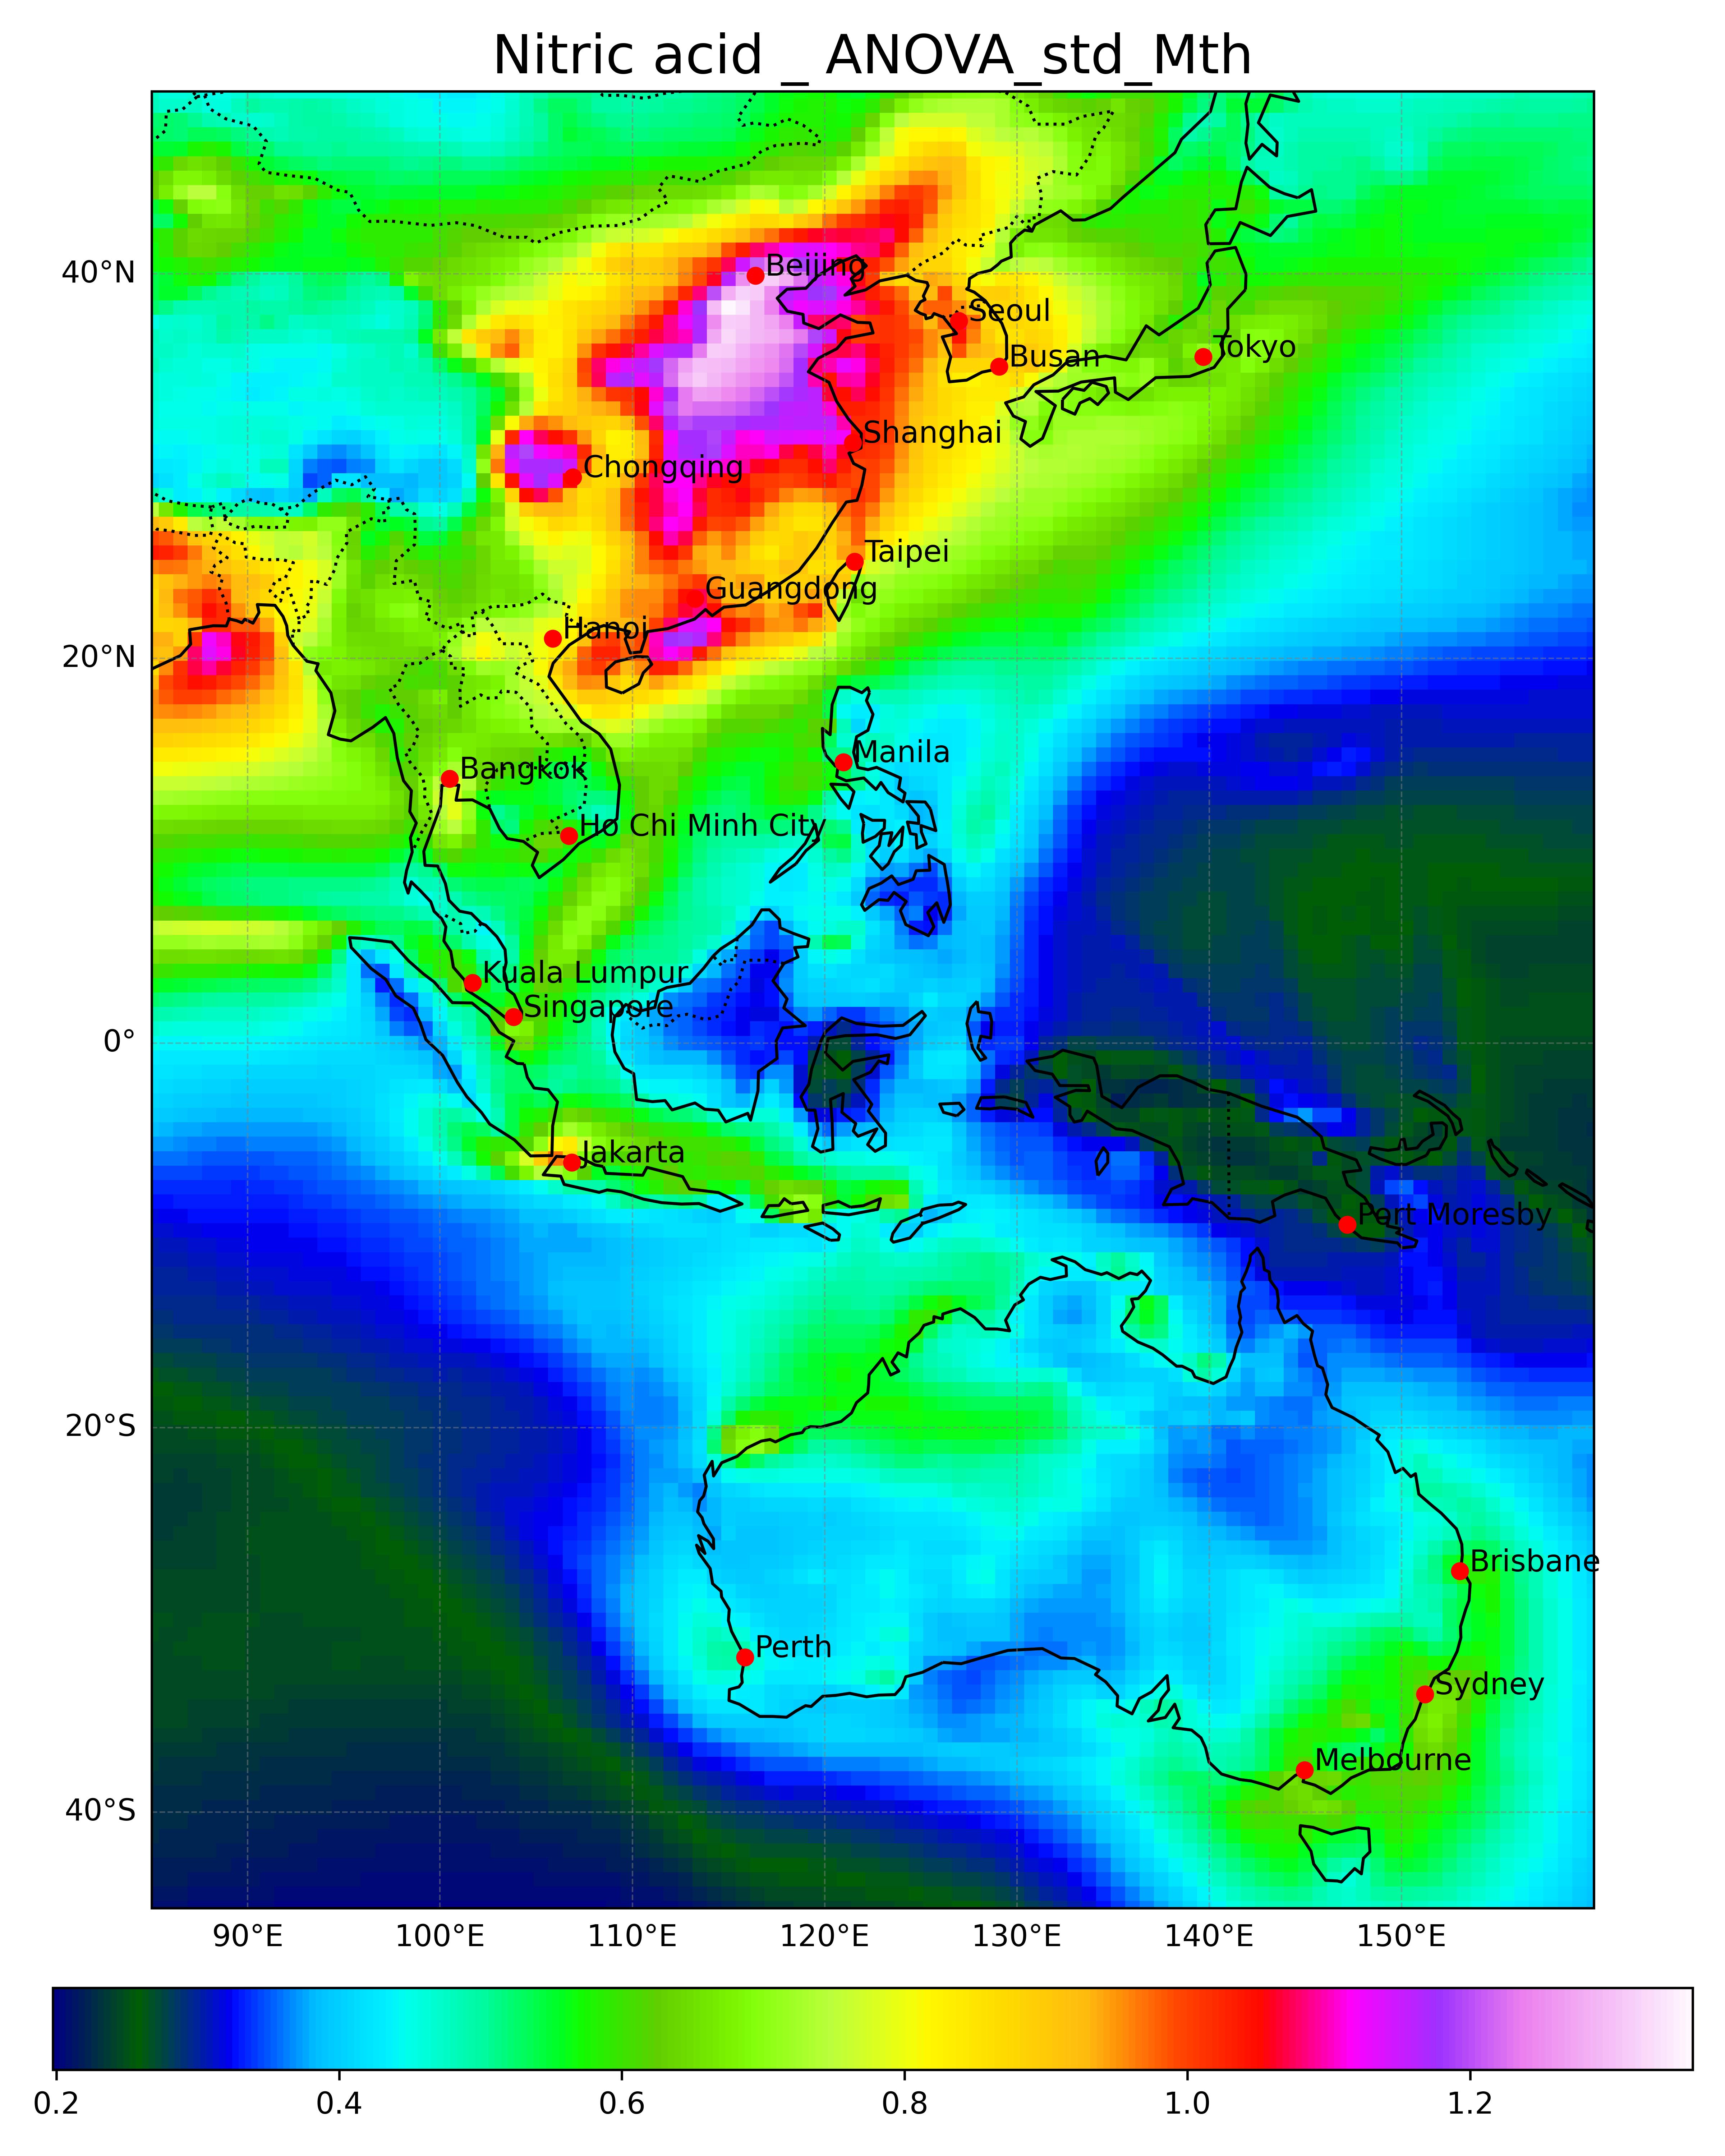 Nitric acid _ ANOVA_std_Mth
40°N
20°N
0°
20°S
40°S
Beijing
Seoul
Busan
Tokyo
Shanghai
Chongqing
Taipei
Guangdong
Hanoi
Manila
Bangkok
Ho Chi Minh City
Kuala Lumpur
Singapore
Jakarta
Port Moresby
Brisbane
Perth
Sydney
Melbourne
90°E 100°E 110°E 120°E 130°E 140°E 150°E
0.2 0.4 0.6 0.8 1.0 1.2